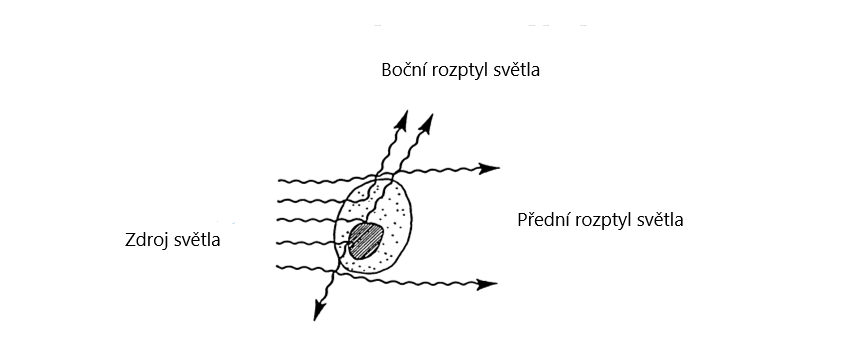 Boční rozptyl světla
Přední rozptyl světla
Zdroj světla